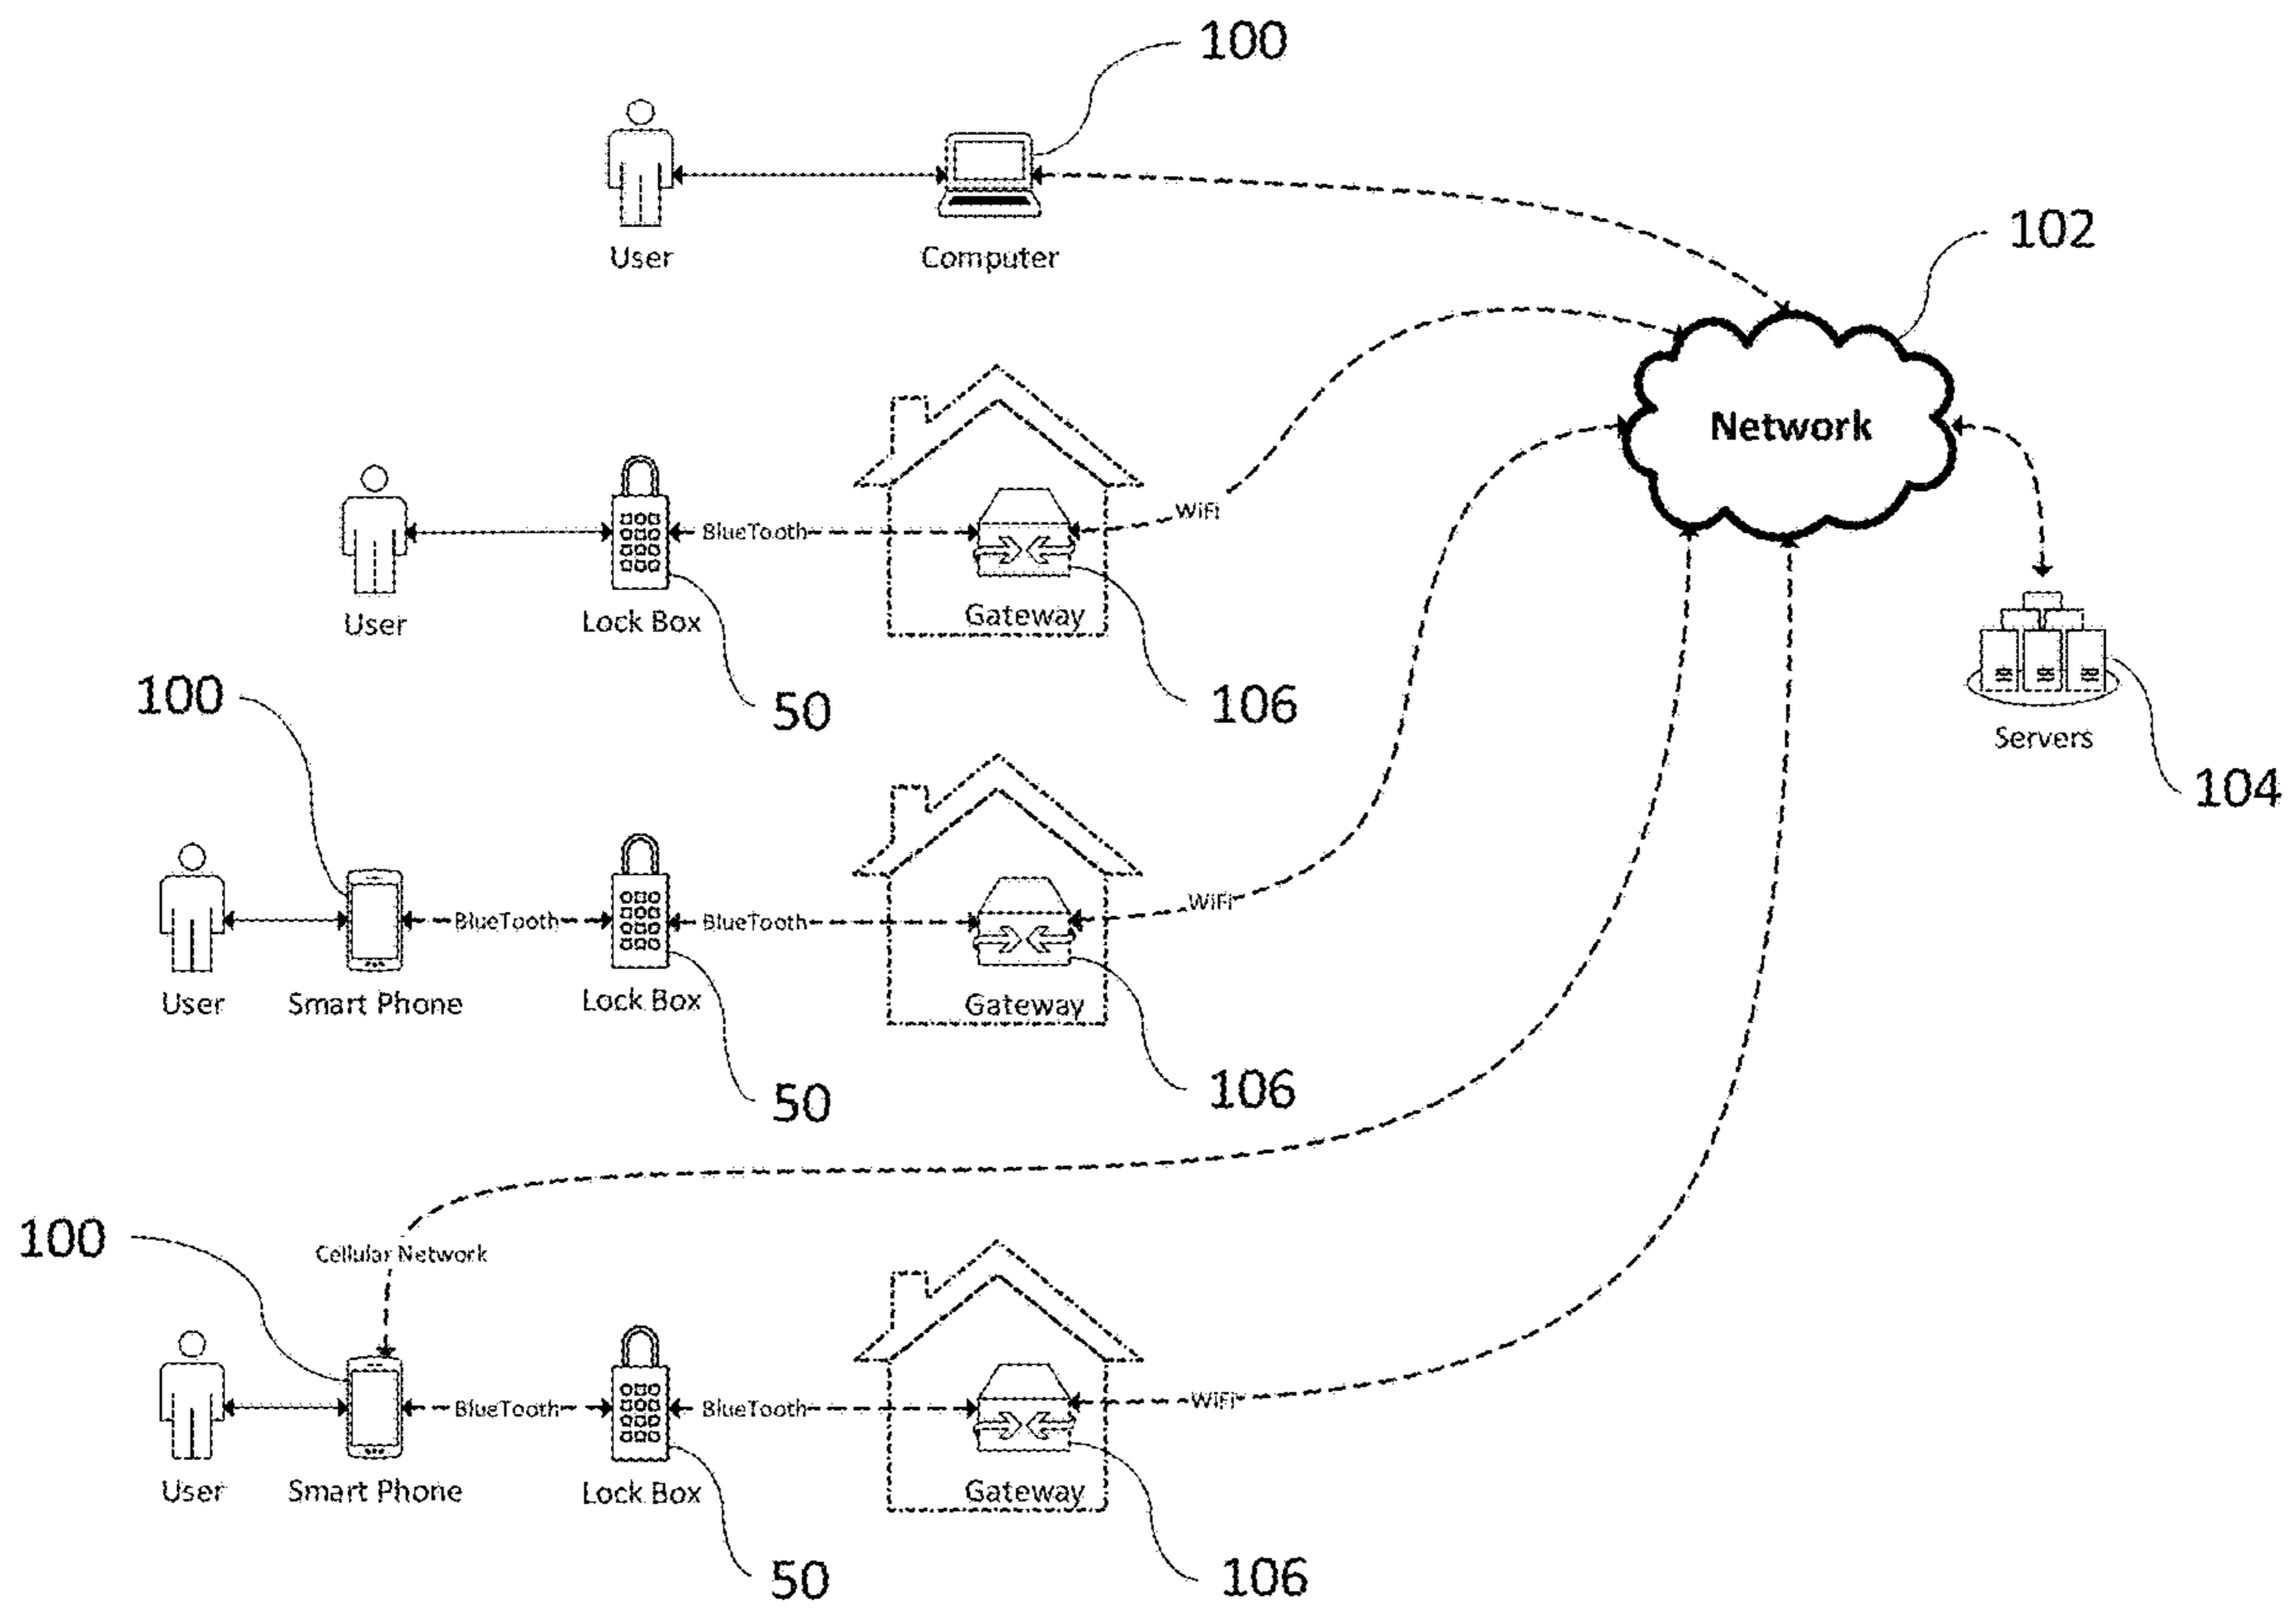 100
User
Computer
102
Network
BlueTooth
WiFi
User
Lock Box
Gateway
50
106
Servers
104
100
BlueTooth
BlueTooth
WiFi
User
Smart Phone
Lock Box
Gateway
50
106
100
Cellular Network
BlueTooth
BlueTooth
WiFi
User
Smart Phone
Lock Box
Gateway
50
106